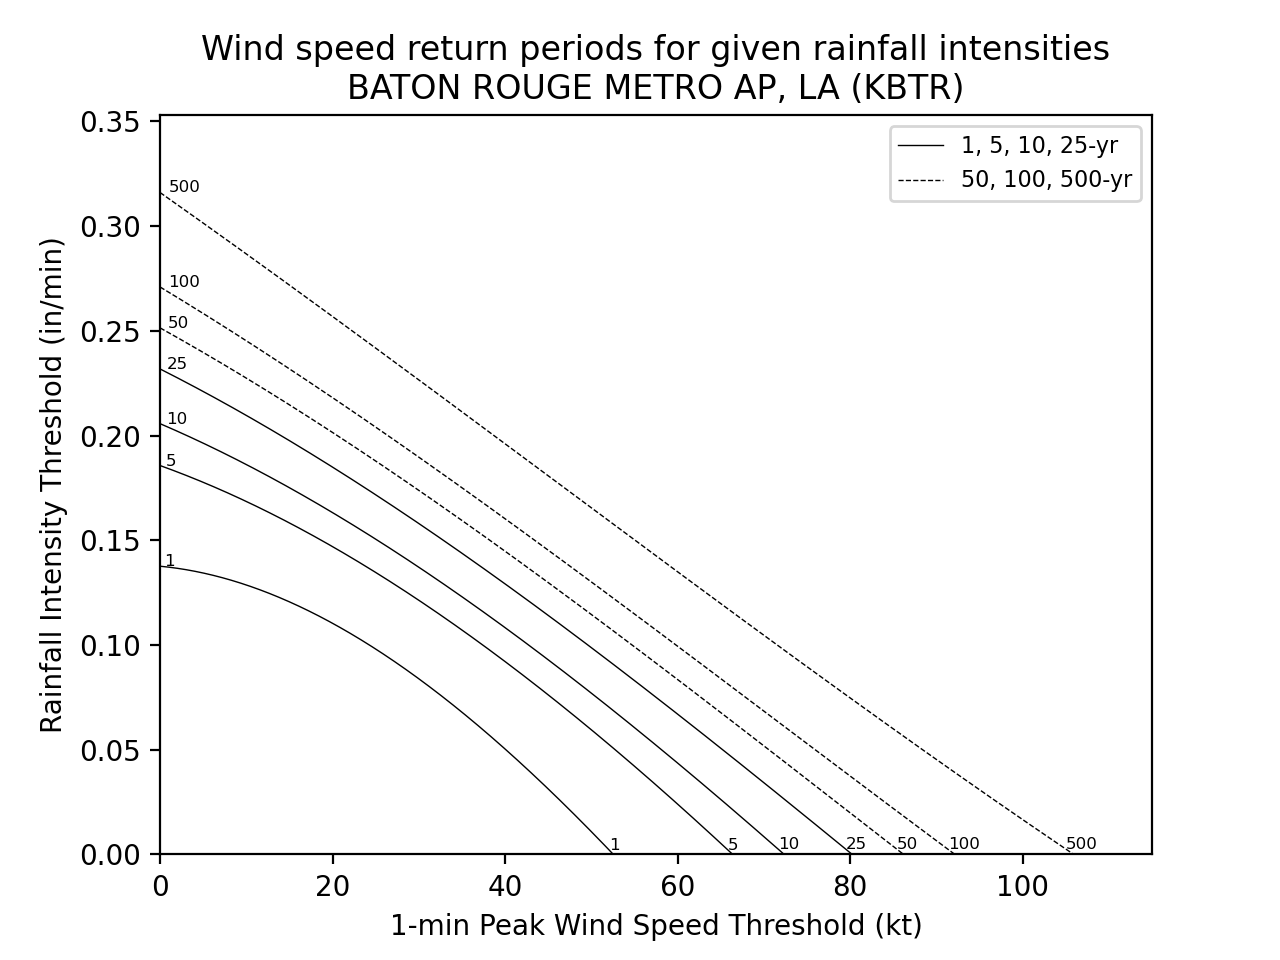 Wind speed return periods for given rainfall intensities
BATON ROUGE METRO AP, LA (KBTR)
1, 5, 10, 25-yr
50, 100, 500-yr
Rainfall Intensity Threshold (in/min)
0.35
0.30
0.25
0.20
0.15
0.10
0.05
0.00
500
100
50
25
10
5
1
1 5 10 25 50 100 500
0 20 40 60 80 100
1-min Peak Wind Speed Threshold (kt)